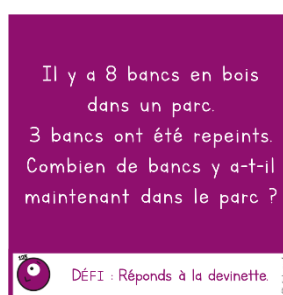 Il y a 8 bancs en bois
dans un parc.
3 bancs ont été repeints.
Combien de bancs y a-t-il
maintenant dans le parc ?
DÉFI : Réponds à la devinette.